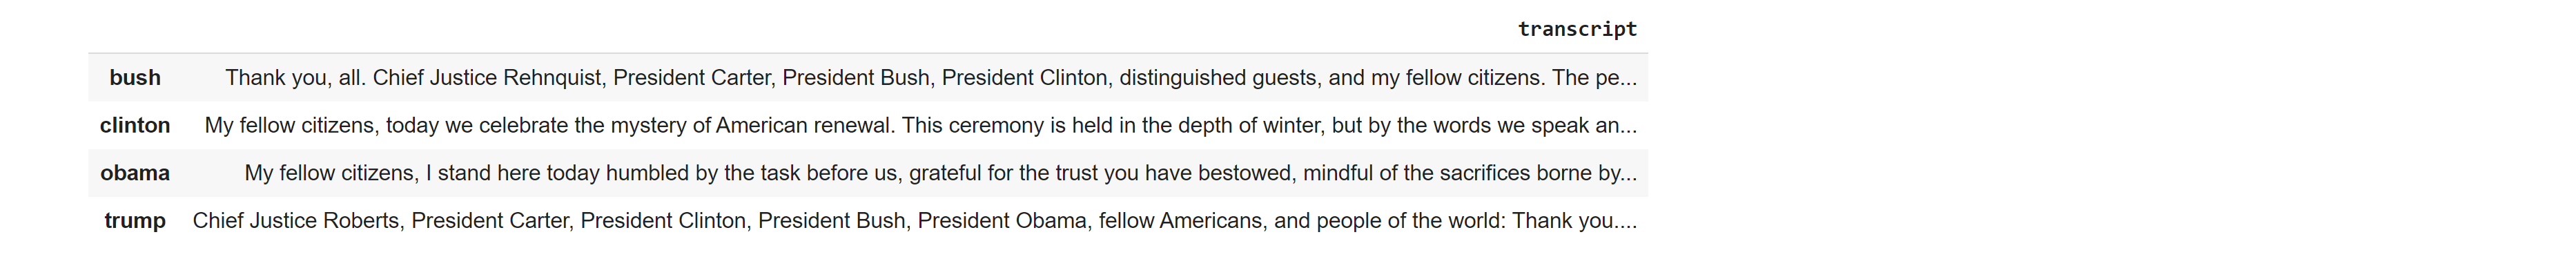 transcript
bush Thank you, all. Chief Justice Rehnquist, President Carter, President Bush, President Clinton, distinguished guests, and my fellow citizens. The pe...
clinton My fellow citizens, today we celebrate the mystery of American renewal. This ceremony is held in the depth of winter, but by the words we speak an...
obama My fellow citizens, I stand here today humbled by the task before us, grateful for the trust you have bestowed, mindful of the sacrifices borne by...
trump Chief Justice Roberts, President Carter, President Clinton, President Bush, President Obama, fellow Americans, and people of the world: Thank you....